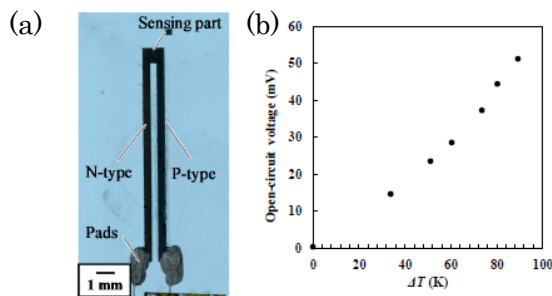 (a)
Sensing part
N-type
P-type
Pads
1 mm
(b)
Open-circuit voltage (mV)
60
50
40
30
20
10
0
0 20 40 60 80 100
ΔT (K)